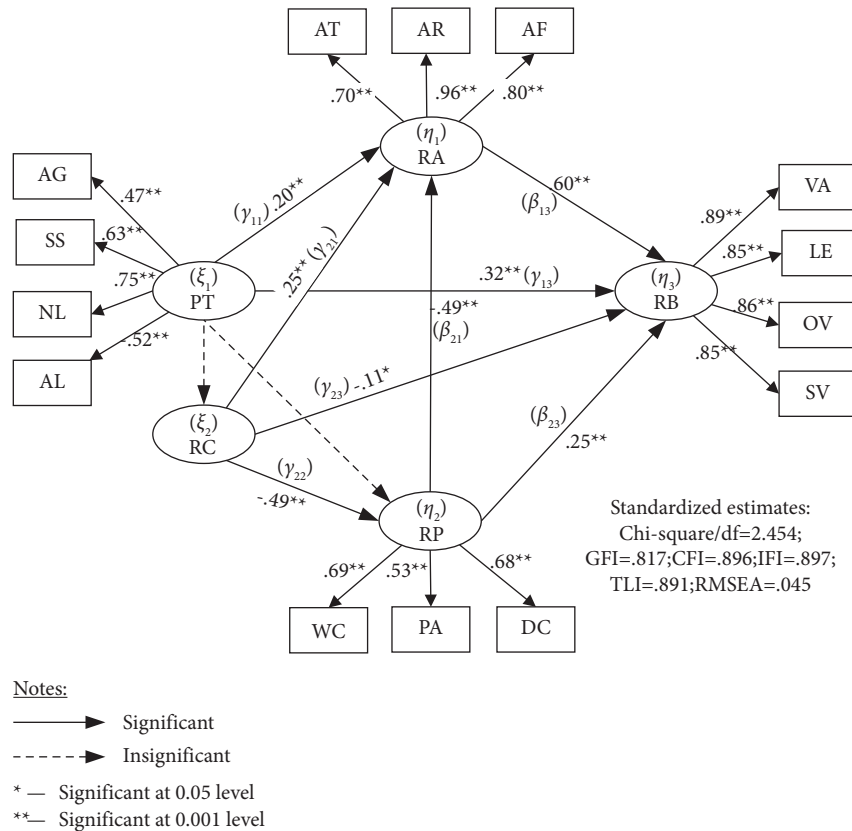 AT
AR
AF
.70**
.96**
.80**
(η1)
RA
AG
SS
NL
AL
.47**
.63**
.75**
-.52**
(ξ1)
PT
(γ11) .20**
.25** (γ21)
.60**
(β13)
.32** (γ13)
-.49**
(β21)
(η3)
RB
VA
LE
OV
SV
.89**
.85**
.86**
.85**
(ξ2)
RC
(γ23) -.11*
(γ22)
-.49**
(β23)
.25**
(η2)
RP
.69**
.53**
.68**
WC
PA
DC
Standardized estimates:
Chi-square/df=2.454;
GFI=.817;CFI=.896;IFI=.897;
TLI=.891;RMSEA=.045
Notes:
Significant
Insignificant
* — Significant at 0.05 level
**— Significant at 0.001 level